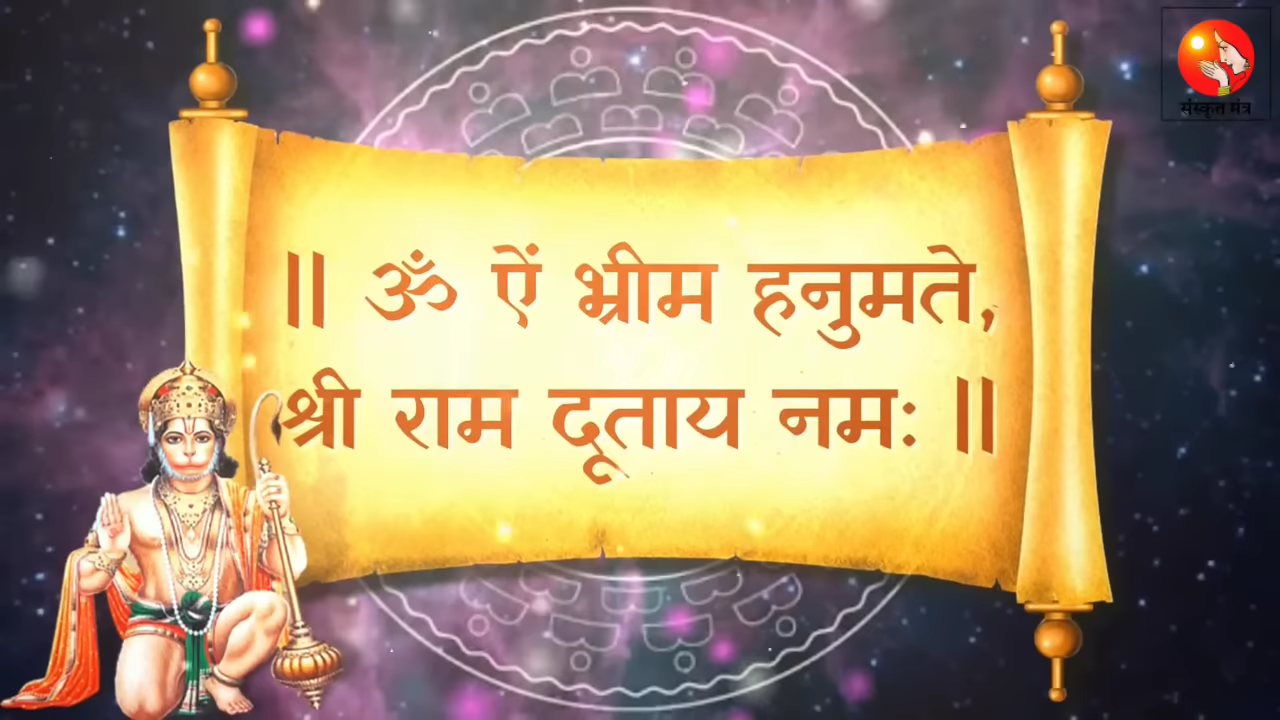 ॥ ॐ ऐं भ्रीम हनुमते,
श्री राम दूताय नमः ॥
संस्कृत मंत्र